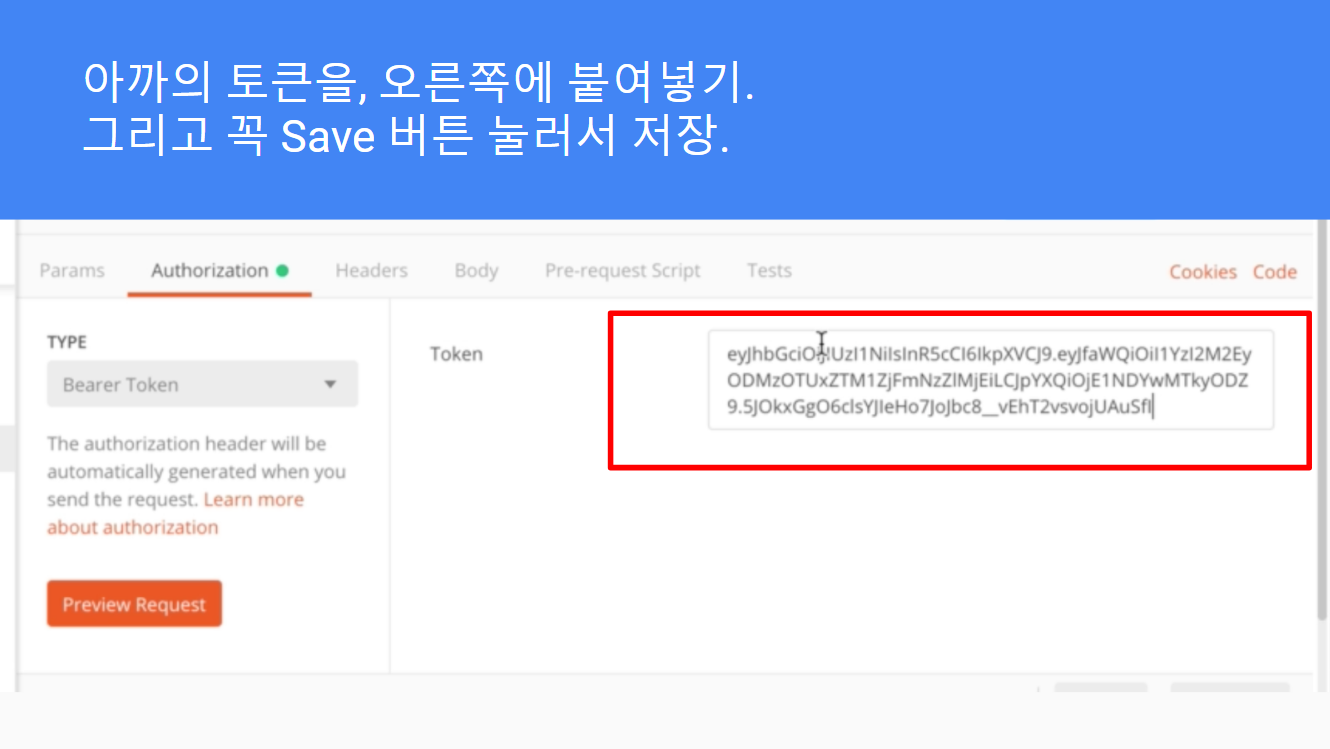 아까의 토큰을, 오른쪽에 붙여넣기.
그리고 꼭 Save 버튼 눌러서 저장.
Params Authorization Headers Body Pre-request Script Tests Cookies Code
TYPE
Bearer Token
The authorization header will be
automatically generated when you
send the request. Learn more
about authorization
Preview Request
Token
ODMzOTUxZTM1ZjFmNzZlMjEiLCJpYXQiOjE1NDYwMTkyODZ
9.5JOkxGgO6clsYJIeHo7JoJbc8__vEhT2vsvojUAuSfI